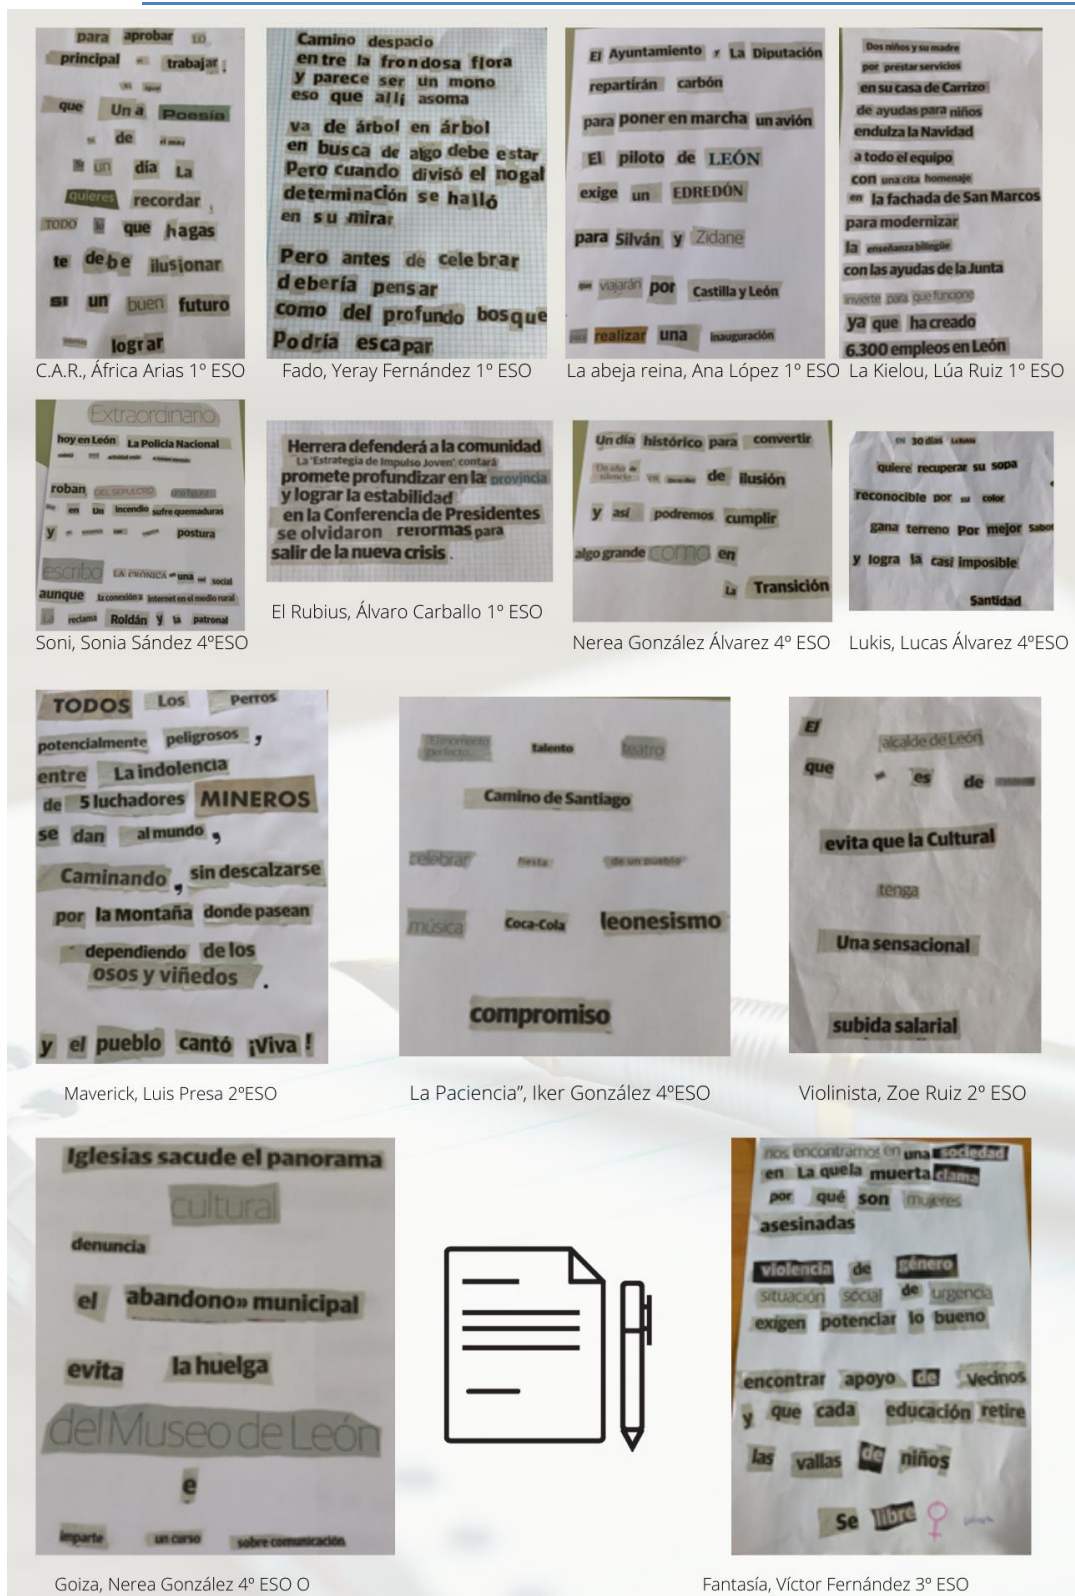 para aprobar LO
principal trabajar,
que Una Poesía
de
un día La
quieres recordar,
TODO lo que hagas
te debe ilusionar
si un buen futuro
lograr
C.A.R., África Arias 1º ESO
Camino despacio
entre la frondosa flora
y parece ser un mono
eso que allí asoma
va de árbol en árbol
en busca de algo debe estar
Pero cuando divisó el nogal
determinación se halló
en su mirar
Pero antes de celebrar
debería pensar
como del profundo bosque
Podría escapar
Fado, Yeray Fernández 1º ESO
El Ayuntamiento y La Diputación
repartirán carbón
para poner en marcha un avión
El piloto de LEÓN
exige un EDREDÓN
para Silván y Zidane
que viajarán por Castilla y León
para realizar una inauguración
La abeja reina, Ana López 1º ESO
Dos niños y su madre
por prestar servicios
en su casa de Carrizo
de ayudas para niños
endulza la Navidad
a todo el equipo
con una cita homenaje
en la fachada de San Marcos
para modernizar
la enseñanza bilingüe
con las ayudas de la Junta
invierte para que funcione
ya que ha creado
6.300 empleos en León
La Kielou, Lúa Ruiz 1º ESO
Extraordinario
hoy en León La Policía Nacional
roban DEL SEPULCRO una figura
en Un incendio sufre quemaduras
y postura
escribo LA CRÓNICA una red social
aunque la conexión a internet en el medio rural
Lo reclama Roldán y la patronal
Soni, Sonia Sández 4ºESO
Herrera defenderá a la comunidad
La 'Estrategia de Impulso Joven' contará
promete profundizar en la provincia
y lograr la estabilidad
en la Conferencia de Presidentes
se olvidaron reformas para
salir de la nueva crisis.
El Rubius, Álvaro Carballo 1º ESO
Un día histórico para convertir
Un año de silencio en de ilusión
y así podremos cumplir
algo grande como en
La Transición
Nerea González Álvarez 4º ESO
EN 30 días
quiere recuperar su sopa
reconocible por su color
gana terreno Por mejor Sabor
y logra la casi imposible
Santidad
Lukis, Lucas Álvarez 4ºESO
TODOS Los Perros
potencialmente peligrosos,
entre La indolencia
de 5 luchadores MINEROS
se dan al mundo,
Caminando, sin descalzarse
por la Montaña donde pasean
dependiendo de los
osos y viñedos.
y el pueblo cantó ¡Viva!
Maverick, Luis Presa 2ºESO
El momento perfecto talento teatro
Camino de Santiago
celebrar fiesta de un pueblo
música Coca-Cola leonesismo
compromiso
La Paciencia”, Iker González 4ºESO
El alcalde de León
que es de
evita que la Cultural
tenga
Una sensacional
subida salarial
Violinista, Zoe Ruiz 2º ESO
Iglesias sacude el panorama
cultural
denuncia
el abandono» municipal
evita la huelga
del Museo de León
e
imparte un curso sobre comunicación
Goiza, Nerea González 4º ESO O
nos encontramos en una sociedad
en La que la muerta clama
por qué son mujeres
asesinadas
violencia de género
situación social de urgencia
exigen potenciar lo bueno
encontrar apoyo de Vecinos
y que cada educación retire
las vallas de niños
Se libre
Fantasía, Víctor Fernández 3º ESO